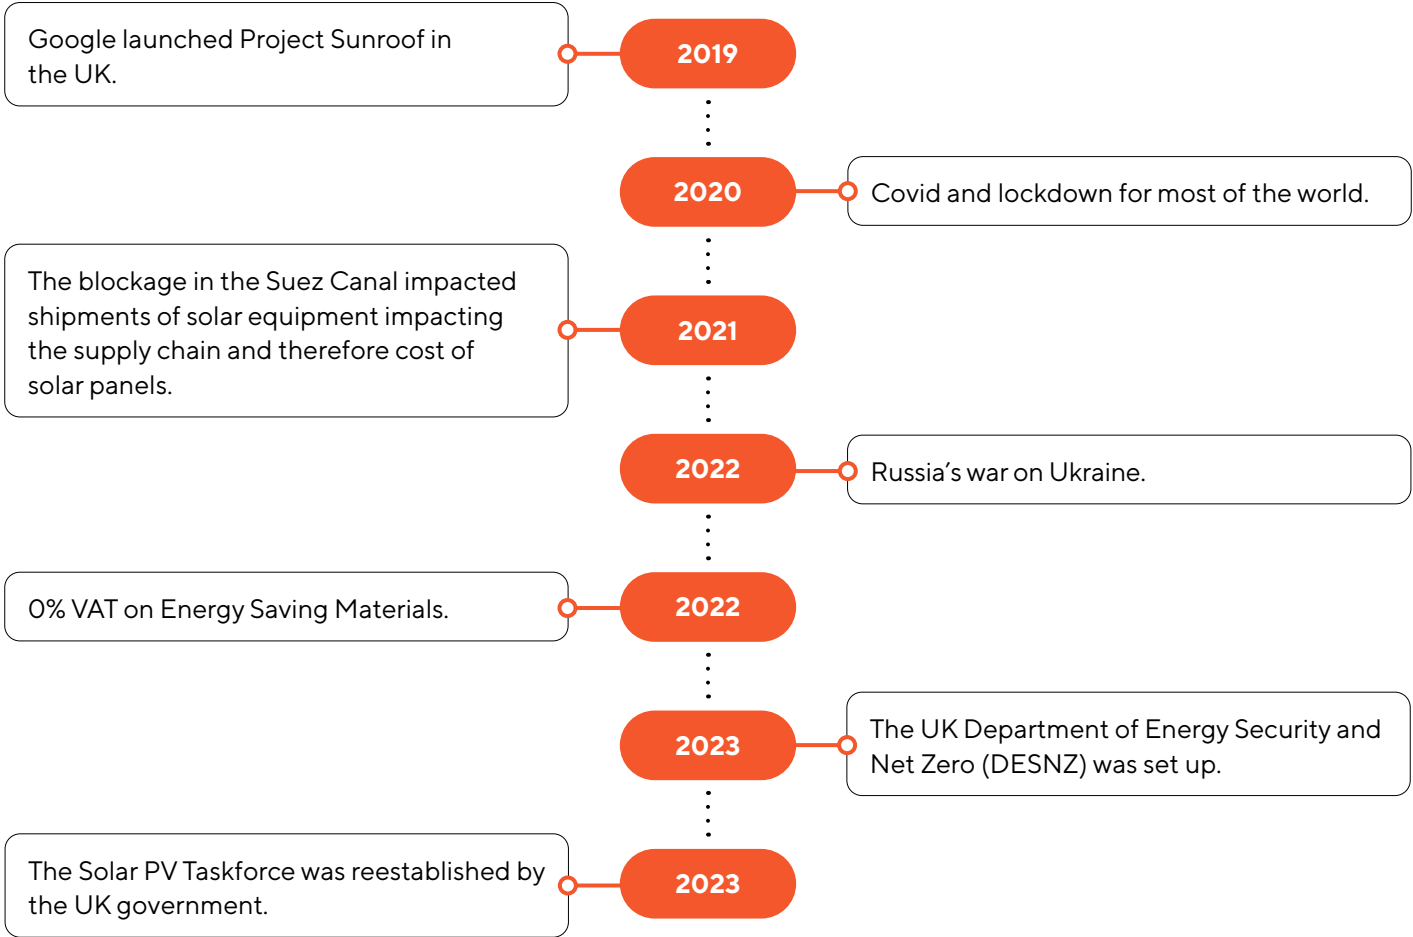 Google launched Project Sunroof in
the UK.
2019
2020
Covid and lockdown for most of the world.
The blockage in the Suez Canal impacted
shipments of solar equipment impacting
the supply chain and therefore cost of
solar panels.
2021
2022
Russia’s war on Ukraine.
0% VAT on Energy Saving Materials.
2022
2023
The UK Department of Energy Security and
Net Zero (DESNZ) was set up.
The Solar PV Taskforce was reestablished by
the UK government.
2023